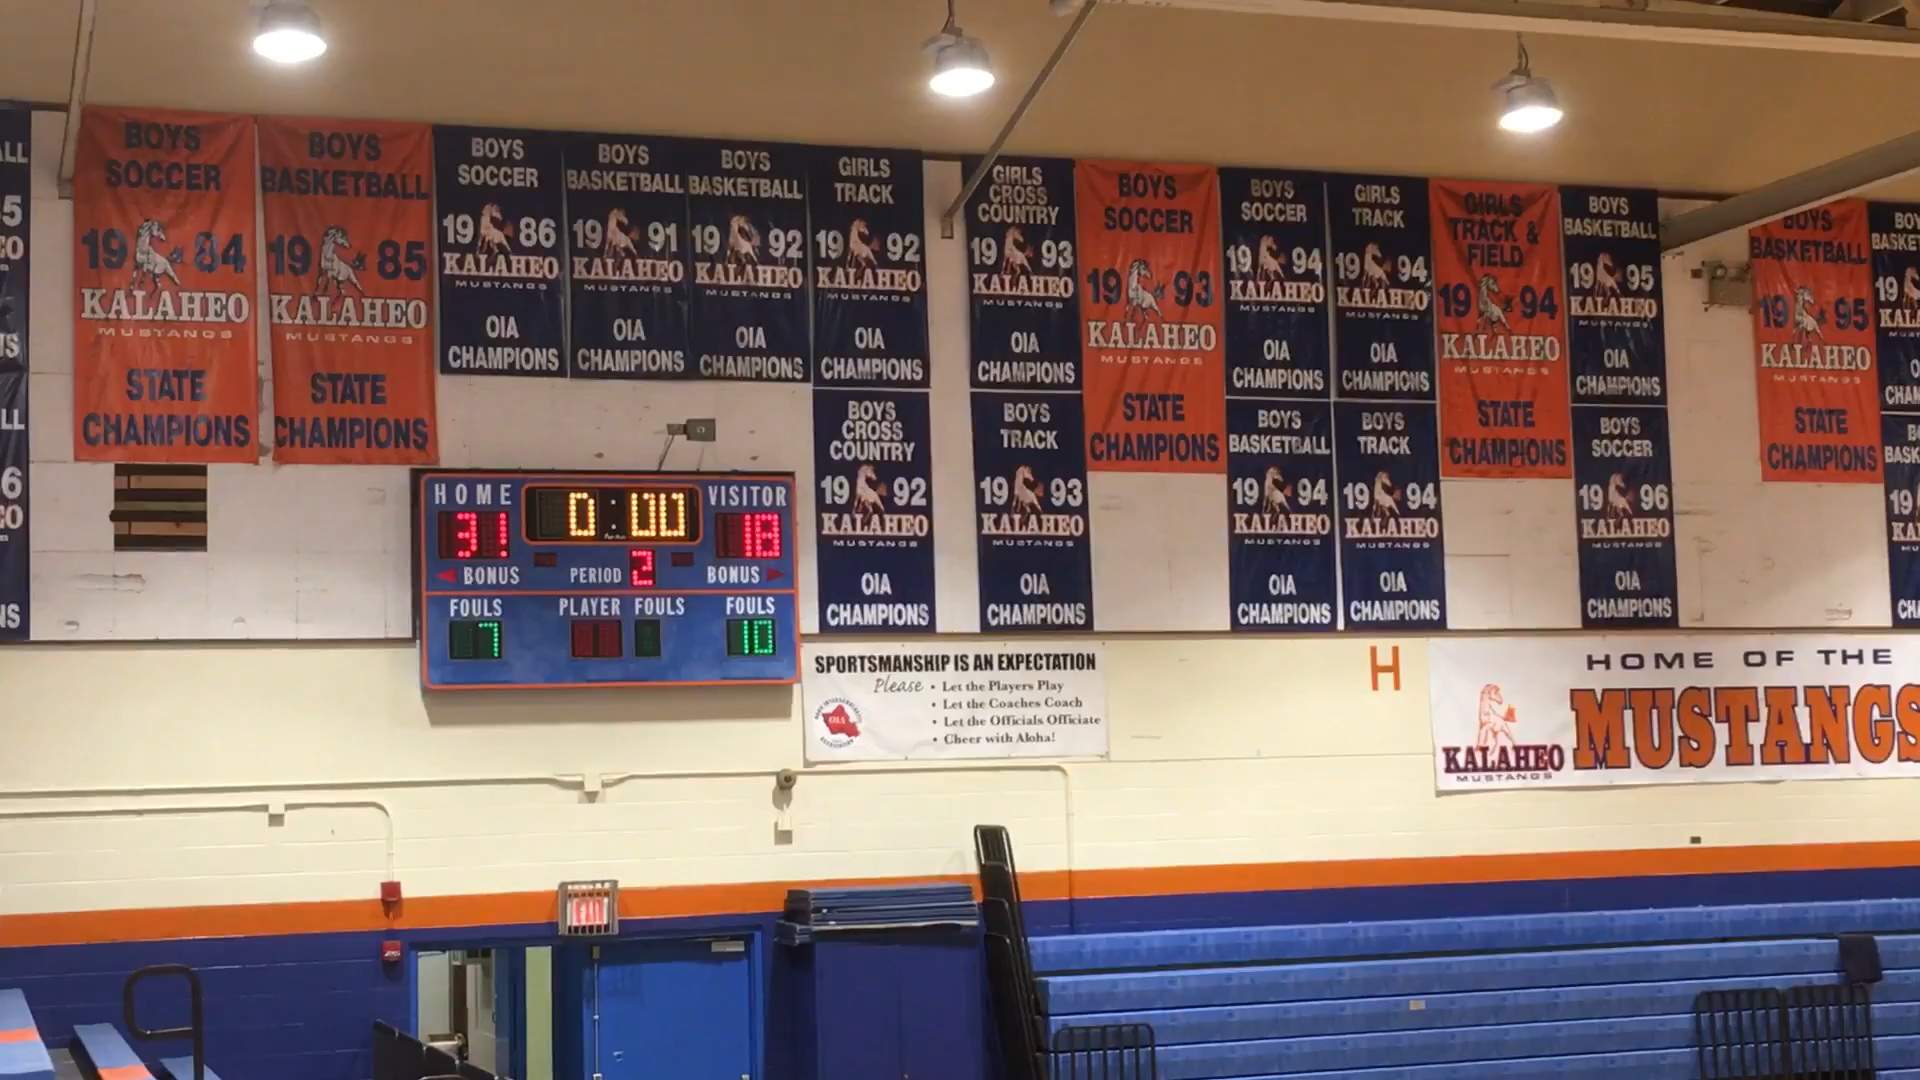 BOYS
SOCCER
19 84
KALAHEO
MUSTANGS
STATE
CHAMPIONS
BOYS
BASKETBALL
19 85
KALAHEO
MUSTANGS
STATE
CHAMPIONS
BOYS
SOCCER
19 86
KALAHEO
MUSTANGS
OIA
CHAMPIONS
BOYS
BASKETBALL
19 91
KALAHEO
MUSTANGS
OIA
CHAMPIONS
BOYS
BASKETBALL
19 92
KALAHEO
MUSTANGS
OIA
CHAMPIONS
GIRLS
TRACK
19 92
KALAHEO
MUSTANGS
OIA
CHAMPIONS
GIRLS
CROSS
COUNTRY
19 93
KALAHEO
MUSTANGS
OIA
CHAMPIONS
BOYS
SOCCER
19 93
KALAHEO
MUSTANGS
STATE
CHAMPIONS
BOYS
SOCCER
19 94
KALAHEO
MUSTANGS
OIA
CHAMPIONS
GIRLS
TRACK
19 94
KALAHEO
MUSTANGS
OIA
CHAMPIONS
GIRLS
TRACK &
FIELD
19 94
KALAHEO
MUSTANGS
STATE
CHAMPIONS
BOYS
BASKETBALL
19 95
KALAHEO
MUSTANGS
OIA
CHAMPIONS
BOYS
BASKETBALL
19 95
KALAHEO
MUSTANGS
STATE
CHAMPIONS
BOYS
CROSS
COUNTRY
19 92
KALAHEO
MUSTANGS
OIA
CHAMPIONS
BOYS
TRACK
19 93
KALAHEO
MUSTANGS
OIA
CHAMPIONS
BOYS
BASKETBALL
19 94
KALAHEO
MUSTANGS
OIA
CHAMPIONS
BOYS
TRACK
19 94
KALAHEO
MUSTANGS
OIA
CHAMPIONS
BOYS
SOCCER
19 96
KALAHEO
MUSTANGS
OIA
CHAMPIONS
HOME 0:00 VISITOR
31 18
BONUS PERIOD 2 BONUS
FOULS PLAYER FOULS FOULS
7 10
SPORTSMANSHIP IS AN EXPECTATION
Please • Let the Players Play
• Let the Coaches Coach
• Let the Officials Officiate
• Cheer with Aloha!
OIA
H
HOME OF THE
MUSTANGS
KALAHEO
MUSTANGS
EXIT